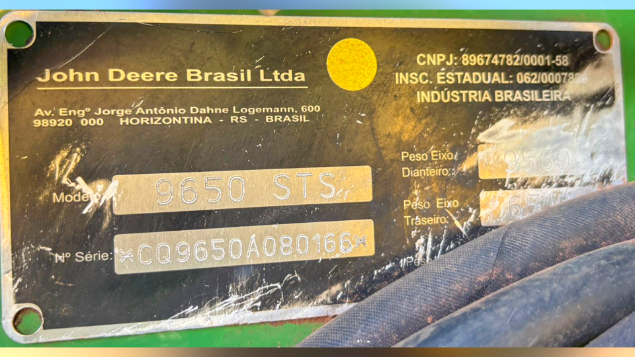 John Deere Brasil Ltda
Av. Engº Jorge Antônio Dahne Logemann, 600
98920 000 HORIZONTINA - RS - BRASIL
CNPJ: 89674782/0001-58
INSC. ESTADUAL: 062/0007
INDÚSTRIA BRASILEIRA
Modelo:
9650 STS
Nº Série:
*CQ9650A080166*
Peso Eixo
Dianteiro:
Peso Eixo
Traseiro: